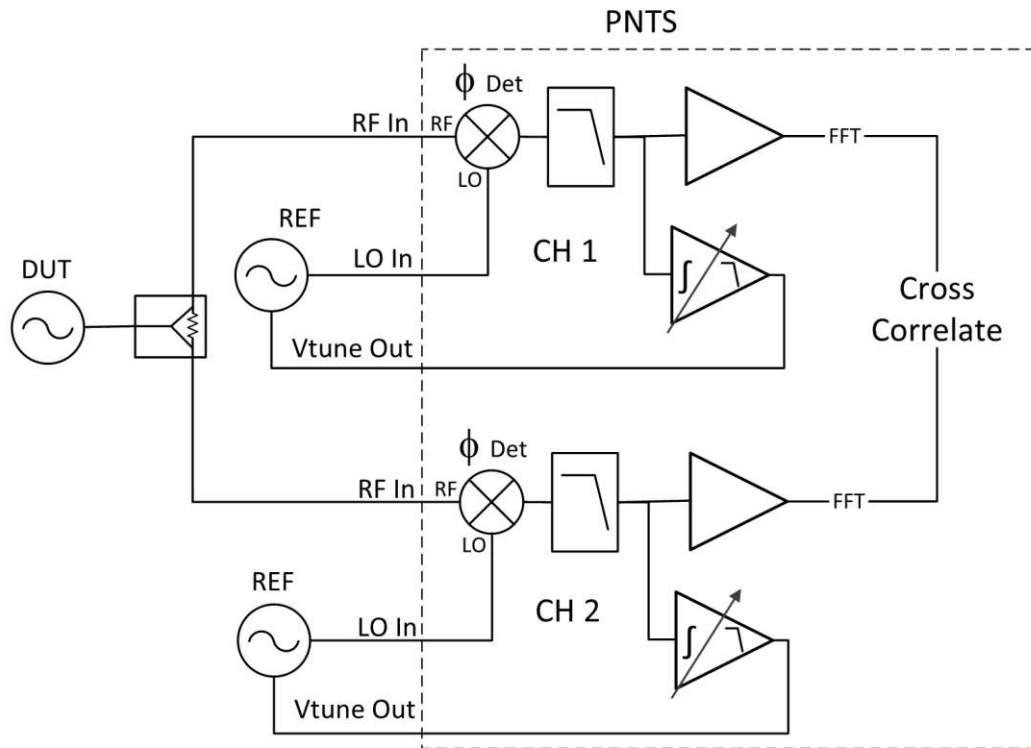 PNTS
ϕ Det
RF In RF
LO
REF
LO In
CH 1
FFT
DUT
∫
Vtune Out
Cross
Correlate
ϕ Det
RF In RF
LO
FFT
REF
LO In
CH 2
∫
Vtune Out